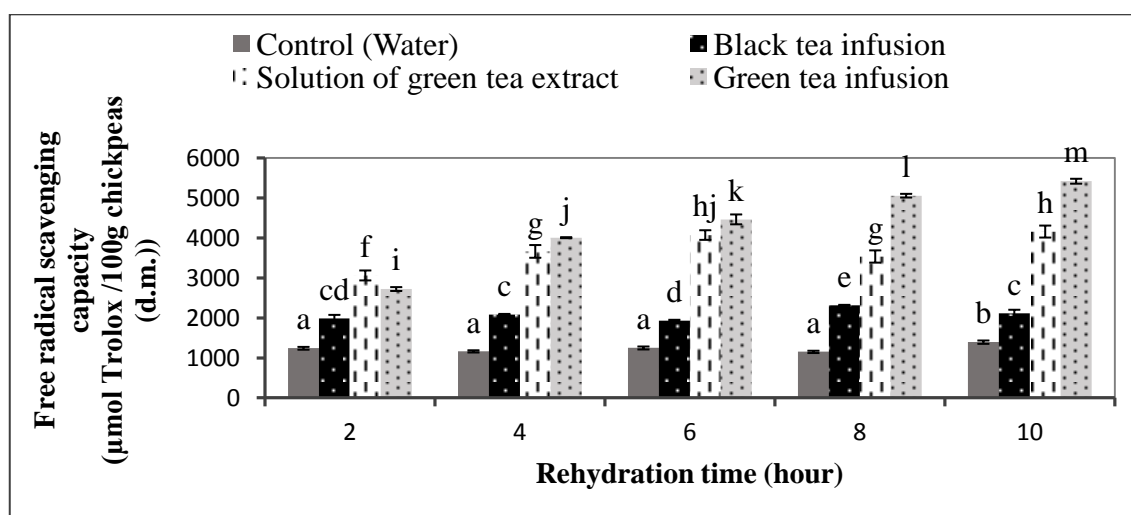 Control (Water) Black tea infusion
Solution of green tea extract Green tea infusion
Free radical scavenging
capacity
(µmol Trolox /100g chickpeas
(d.m.))
6000
5000
4000
3000
2000
1000
0
a cd f i
a c g j
a d hj k
a e g l
b c h m
2 4 6 8 10
Rehydration time (hour)